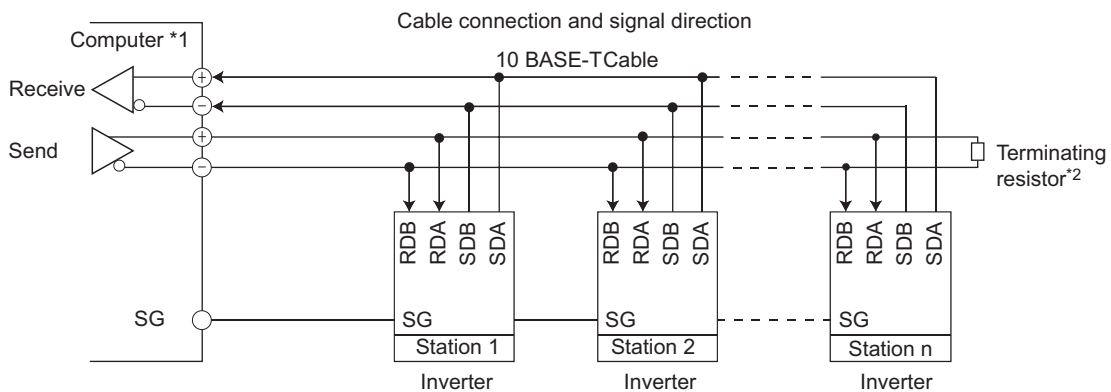 Cable connection and signal direction
Computer *1
10 BASE-TCable
Receive
+
−
Send
+
−
Terminating
resistor*2
RDB
RDA
SDB
SDA
RDB
RDA
SDB
SDA
RDB
RDA
SDB
SDA
SG
SG
SG
SG
Station 1
Station 2
Station n
Inverter
Inverter
Inverter